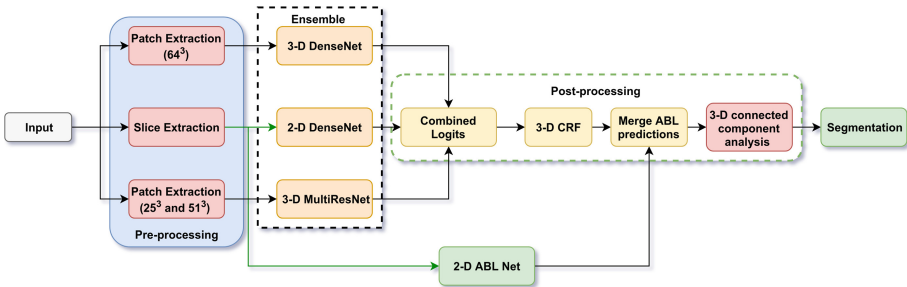 Ensemble
Patch Extraction
(64³)
3-D DenseNet
Post-processing
Input
Slice Extraction
2-D DenseNet
Combined
Logits
3-D CRF
Merge ABL
predictions
3-D connected
component
analysis
Segmentation
Patch Extraction
(25³ and 51³)
3-D MultiResNet
Pre-processing
2-D ABL Net